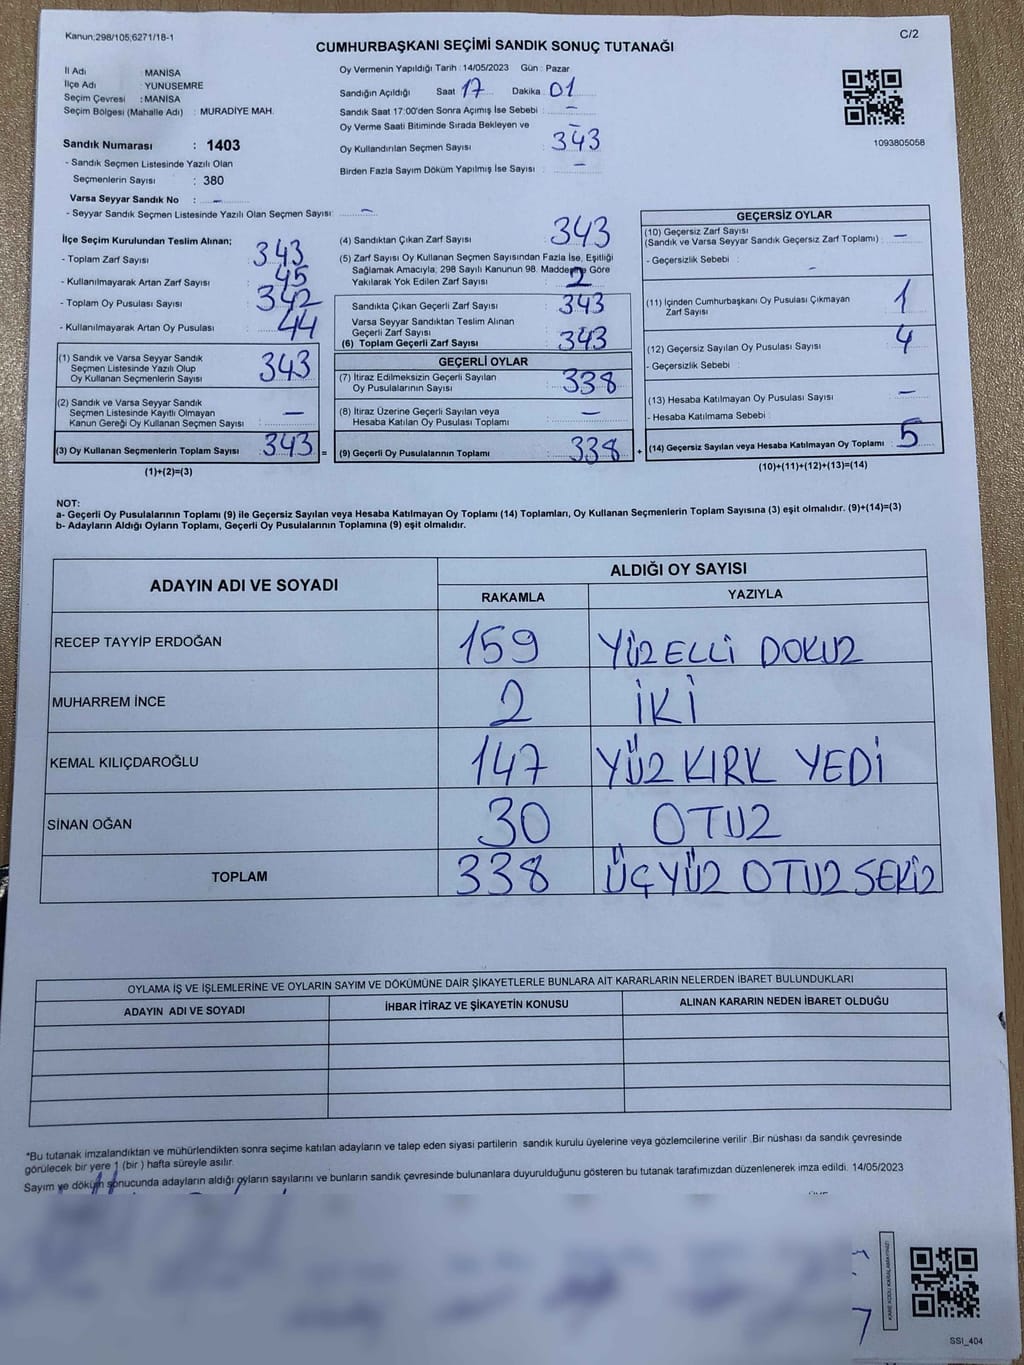 Kanun;298/105;6271/18-1
C/2
CUMHURBAŞKANI SEÇİMİ SANDIK SONUÇ TUTANAĞI
İl Adı : MANİSA
İlçe Adı : YUNUSEMRE
Seçim Çevresi : MANİSA
Seçim Bölgesi (Mahalle Adı) : MURADİYE MAH.
Sandık Numarası : 1403
- Sandık Seçmen Listesinde Yazılı Olan
Seçmenlerin Sayısı : 380
Varsa Seyyar Sandık No : -
- Seyyar Sandık Seçmen Listesinde Yazılı Olan Seçmen Sayısı: -
Oy Vermenin Yapıldığı Tarih : 14/05/2023 Gün : Pazar
Sandığın Açıldığı Saat 17 Dakika 01
Sandık Saat 17:00'den Sonra Açımış İse Sebebi : -
Oy Verme Saati Bitiminde Sırada Bekleyen ve : -
Oy Kullandırılan Seçmen Sayısı : 343
Birden Fazla Sayım Döküm Yapılmış İse Sayısı : -
1093805058
İlçe Seçim Kurulundan Teslim Alınan;
- Toplam Zarf Sayısı : 343
- Kullanılmayarak Artan Zarf Sayısı : 45
- Toplam Oy Pusulası Sayısı : 342
- Kullanılmayarak Artan Oy Pusulası : 44
(1) Sandık ve Varsa Seyyar Sandık
Seçmen Listesinde Yazılı Olup
Oy Kullanan Seçmenlerin Sayısı : 343
(2) Sandık ve Varsa Seyyar Sandık
Seçmen Listesinde Kayıtlı Olmayan
Kanun Gereği Oy Kullanan Seçmen Sayısı : -
(3) Oy Kullanan Seçmenlerin Toplam Sayısı : 343 =
(1)+(2)=(3)
(4) Sandıktan Çıkan Zarf Sayısı : 343
(5) Zarf Sayısı Oy Kullanan Seçmen Sayısından Fazla İse, Eşitliği
Sağlamak Amacıyla, 298 Sayılı Kanunun 98. Maddesine Göre
Yakılarak Yok Edilen Zarf Sayısı : 2
Sandıkta Çıkan Geçerli Zarf Sayısı : 343
Varsa Seyyar Sandıktan Teslim Alınan
Geçerli Zarf Sayısı :
(6) Toplam Geçerli Zarf Sayısı : 343
GEÇERLİ OYLAR
(7) İtiraz Edilmeksizin Geçerli Sayılan
Oy Pusulalarının Sayısı : 338
(8) İtiraz Üzerine Geçerli Sayılan veya
Hesaba Katılan Oy Pusulası Toplamı : -
(9) Geçerli Oy Pusulalarının Toplamı : 338 +
GEÇERSİZ OYLAR
(10) Geçersiz Zarf Sayısı
(Sandık ve Varsa Seyyar Sandık Geçersiz Zarf Toplamı) : -
- Geçersizlik Sebebi : -
(11) İçinden Cumhurbaşkanı Oy Pusulası Çıkmayan
Zarf Sayısı : 1
(12) Geçersiz Sayılan Oy Pusulası Sayısı : 4
- Geçersizlik Sebebi :
(13) Hesaba Katılmayan Oy Pusulası Sayısı : -
- Hesaba Katılmama Sebebi :
(14) Geçersiz Sayılan veya Hesaba Katılmayan Oy Toplamı : 5
(10)+(11)+(12)+(13)=(14)
NOT:
a- Geçerli Oy Pusulalarının Toplamı (9) ile Geçersiz Sayılan veya Hesaba Katılmayan Oy Toplamı (14) Toplamları, Oy Kullanan Seçmenlerin Toplam Sayısına (3) eşit olmalıdır. (9)+(14)=(3)
b- Adayların Aldığı Oyların Toplamı, Geçerli Oy Pusulalarının Toplamına (9) eşit olmalıdır.
ADAYIN ADI VE SOYADI
ALDIĞI OY SAYISI
RAKAMLA YAZIYLA
RECEP TAYYİP ERDOĞAN 159 YÜZ ELLİ DOKUZ
MUHARREM İNCE 2 İKİ
KEMAL KILIÇDAROĞLU 147 YÜZ KIRK YEDİ
SİNAN OĞAN 30 OTUZ
TOPLAM 338 ÜÇ YÜZ OTUZ SEKİZ
OYLAMA İŞ VE İŞLEMLERİNE VE OYLARIN SAYIM VE DÖKÜMÜNE DAİR ŞİKAYETLERLE BUNLARA AİT KARARLARIN NELERDEN İBARET BULUNDUKLARI
ADAYIN ADI VE SOYADI İHBAR İTİRAZ VE ŞİKAYETİN KONUSU ALINAN KARARIN NEDEN İBARET OLDUĞU
*Bu tutanak imzalandıktan ve mühürlendikten sonra seçime katılan adayların ve talep eden siyasi partilerin sandık kurulu üyelerine veya gözlemcilerine verilir .Bir nüshası da sandık çevresinde
görülecek bir yere 1 (bir ) hafta süreyle asılır.
Sayım ve döküm sonucunda adayların aldığı oyların sayılarını ve bunların sandık çevresinde bulunanlara duyurulduğunu gösteren bu tutanak tarafımızdan düzenlenerek imza edildi. 14/05/2023
KARE KODU KARALAMAYINIZ!
SSI_404